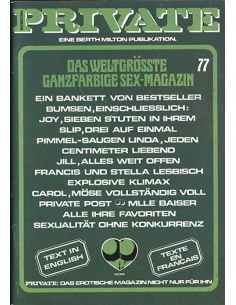 PRIVATE
EINE BERTH MILTON PUBLIKATION.
DAS WELTGRÖSSTE
GANZFARBIGE SEX-MAGAZIN
77
EIN BANKETT VON BESTSELLER
BUMSEN, EINSCHLIESSLICH:
JOY, SIEBEN STUTEN IN IHREM
SLIP, DREI AUF EINMAL
PIMMEL-SAUGEN LINDA, JEDEN
CENTIMETER LIEBEND
JILL, ALLES WEIT OFFEN
FRANCIS UND STELLA LESBISCH
EXPLOSIVE KLIMAX
CAROL, MÖSE VOLLSTÄNDIG VOLL
PRIVATE POST MLLE BAISER
ALLE IHRE FAVORITEN
SEXUALITÄT OHNE KONKURRENZ
TEXT IN
ENGLISH
TEXTE
EN
FRANCAIS
PRIVATE: DAS EROTISCHE MAGAZIN NICHT NUR FÜR IHN